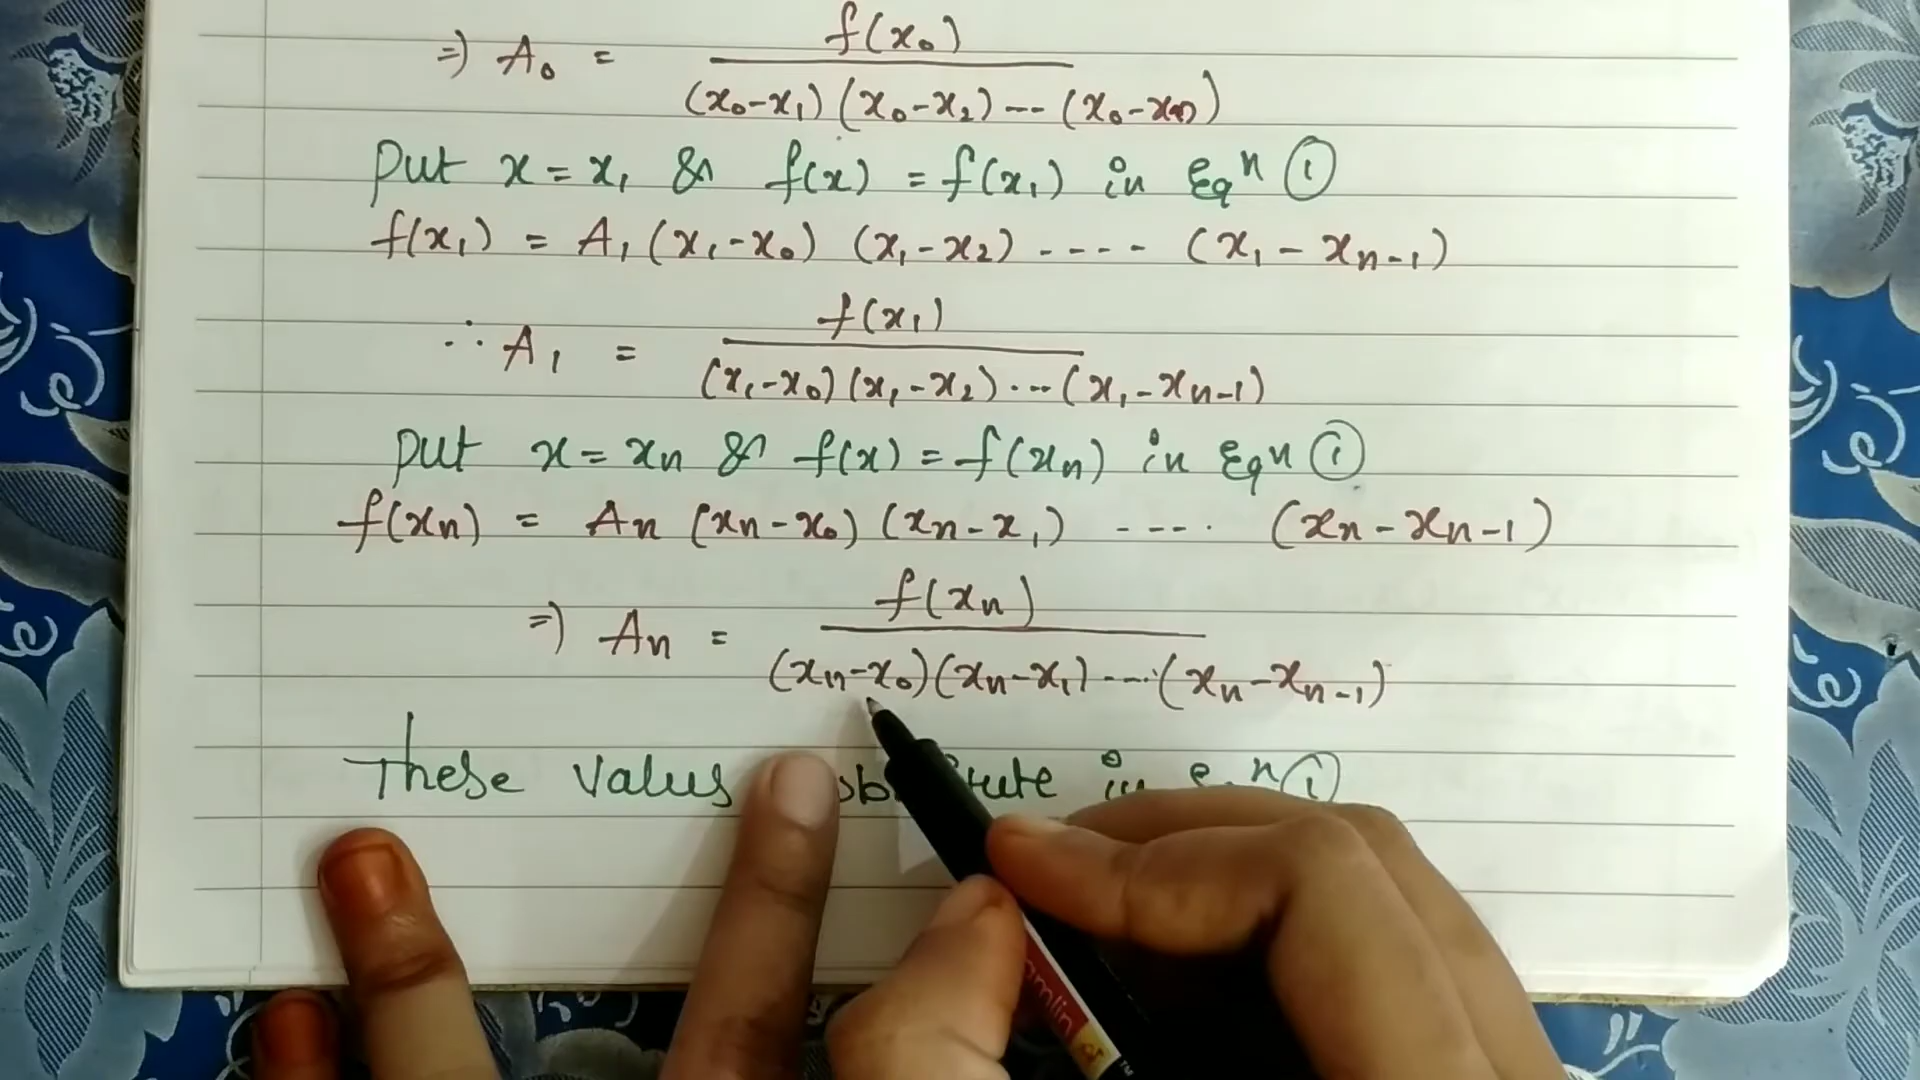 ⇒ A₀ = f(x₀) / (x₀-x₁)(x₀-x₂)---(x₀-xₙ)
Put x = x₁ & f(x) = f(x₁) in Eqⁿ ①
f(x₁) = A₁(x₁-x₀) (x₁-x₂) ---- (x₁-xₙ₋₁)
∴ A₁ = f(x₁) / (x₁-x₀)(x₁-x₂)---(x₁-xₙ₋₁)
Put x = xₙ & f(x) = f(xₙ) in Eqn ①
f(xₙ) = Aₙ (xₙ-x₀)(xₙ-x₁) ---- (xₙ-xₙ₋₁)
⇒ Aₙ = f(xₙ) / (xₙ-x₀)(xₙ-x₁)----(xₙ-xₙ₋₁)
These values in ①
amlin